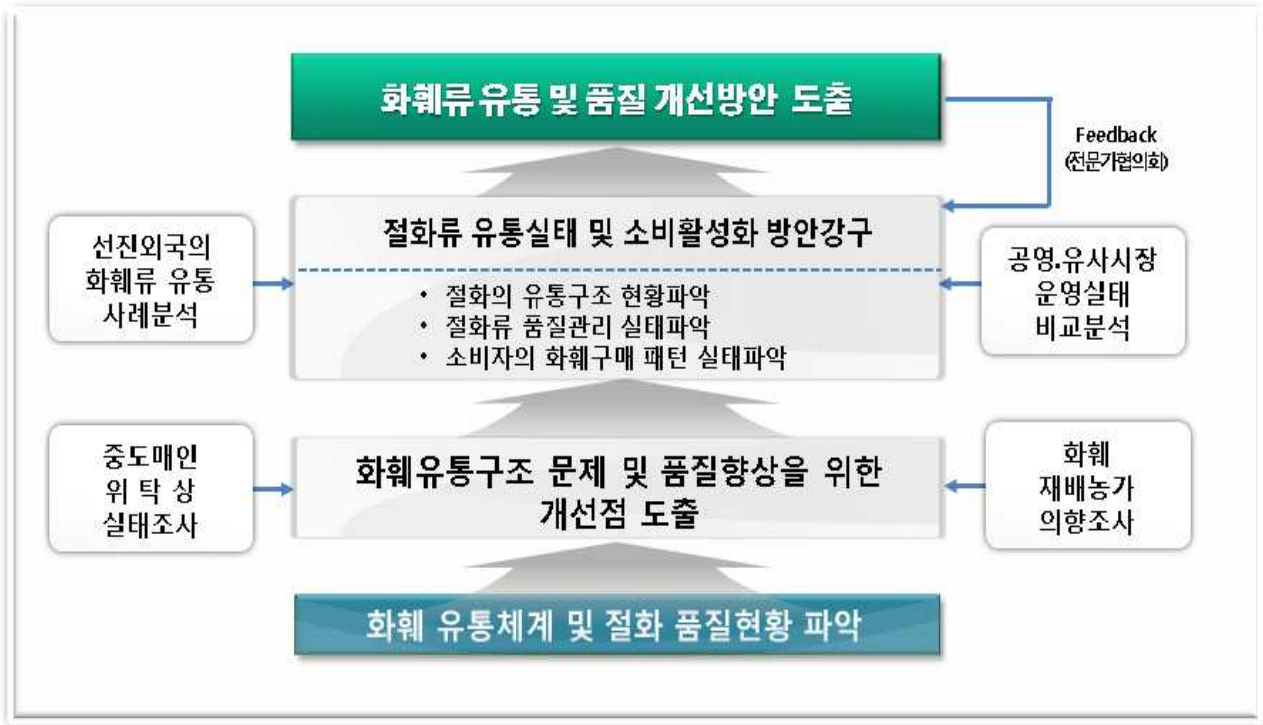 화훼류 유통 및 품질 개선방안 도출
Feedback
(전문가협의회)
절화류 유통실태 및 소비활성화 방안강구
• 절화의 유통구조 현황파악
• 절화류 품질관리 실태파악
• 소비자의 화훼구매 패턴 실태파악
선진외국의
화훼류 유통
사례분석
공영.유사시장
운영실태
비교분석
중도매인
위 탁 상
실태조사
화훼유통구조 문제 및 품질향상을 위한
개선점 도출
화훼
재배농가
의향조사
화훼 유통체계 및 절화 품질현황 파악